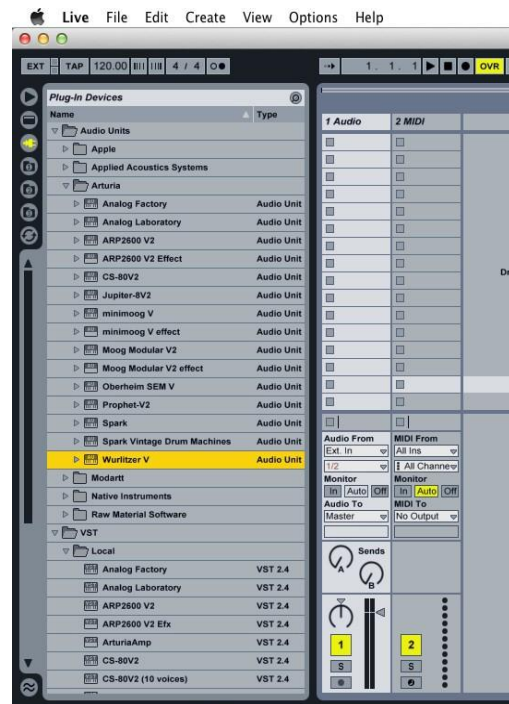 Live File Edit Create View Options Help
EXT TAP 120.00 4 / 4 1. 1. 1 OVR
Plug-In Devices
Name Type
Audio Units
Apple
Applied Acoustics Systems
Arturia
Analog Factory Audio Unit
Analog Laboratory Audio Unit
ARP2600 V2 Audio Unit
ARP2600 V2 Effect Audio Unit
CS-80V2 Audio Unit
Jupiter-8V2 Audio Unit
minimoog V Audio Unit
minimoog V effect Audio Unit
Moog Modular V2 Audio Unit
Moog Modular V2 effect Audio Unit
Oberheim SEM V Audio Unit
Prophet-V2 Audio Unit
Spark Audio Unit
Spark Vintage Drum Machines Audio Unit
Wurlitzer V Audio Unit
Modartt
Native Instruments
Raw Material Software
VST
Local
Analog Factory VST 2.4
Analog Laboratory VST 2.4
ARP2600 V2 VST 2.4
ARP2600 V2 Efx VST 2.4
ArturiaAmp VST 2.4
CS-80V2 VST 2.4
CS-80V2 (10 voices) VST 2.4
1 Audio 2 MIDI
Dr
Audio From MIDI From
Ext. In All Ins
1/2 All Channe
Monitor Monitor
In Auto Off In Auto Off
Audio To MIDI To
Master No Output
Sends
A
B
1 2
S S